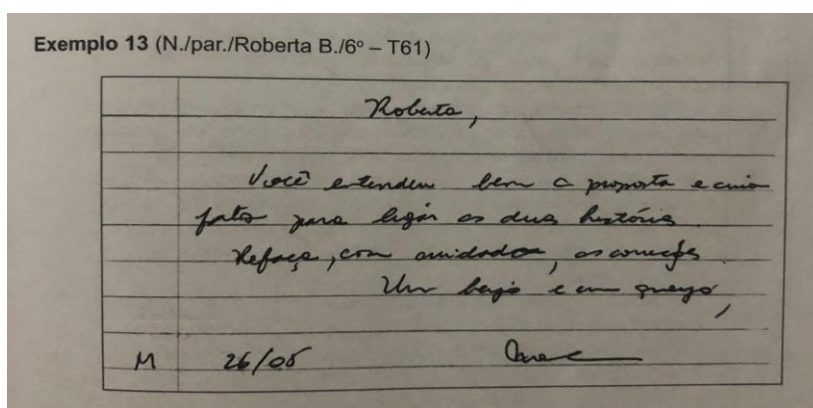 Exemplo 13 (N./par./Roberta B./6º – T61)
Roberta,
Você entendeu bem a proposta e criou
fatos para ligar as duas história.
Refaça, com cuidado, as correções.
Um beijo e um queijo,
M 26/05